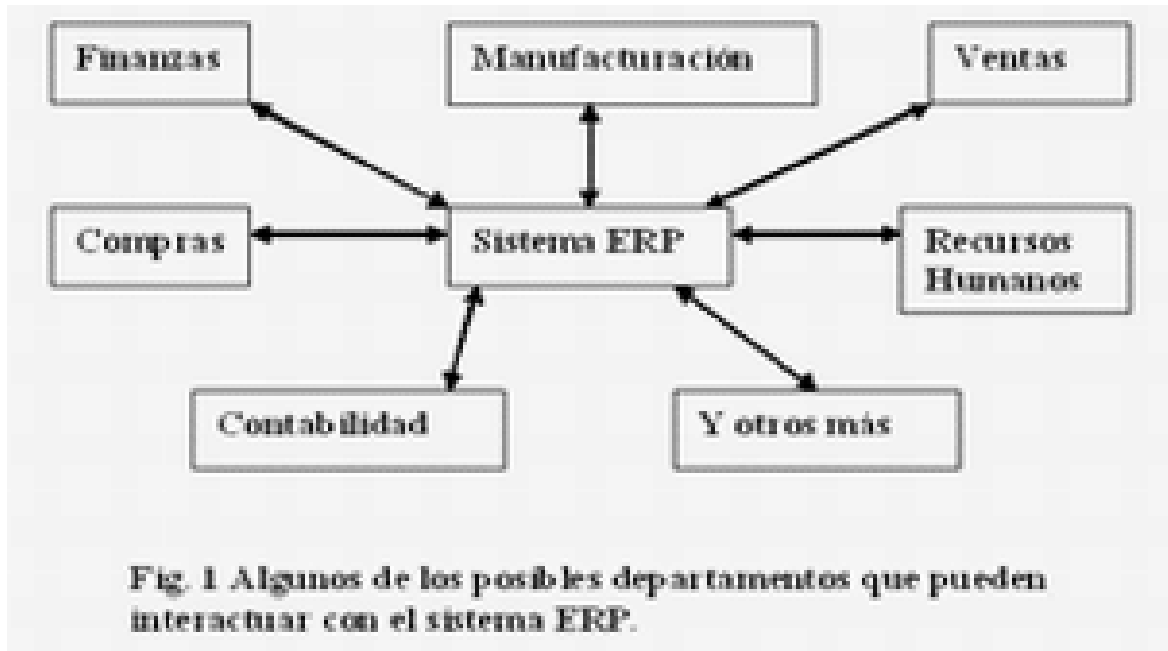 Finanzas
Manufacturación
Ventas
Compras
Sistema ERP
Recursos
Humanos
Contabilidad
Y otros más
Fig. 1 Algunos de los posibles departamentos que pueden
interactuar con el sistema ERP.